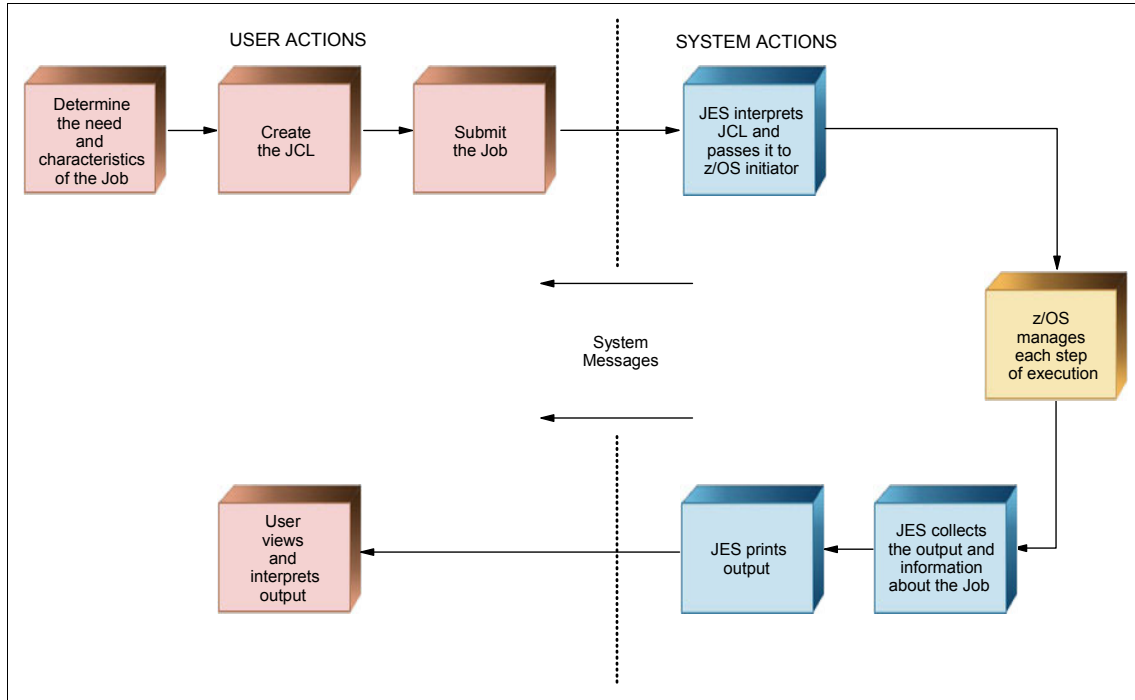 USER ACTIONS
SYSTEM ACTIONS
Determine
the need
and
characteristics
of the Job
Create
the JCL
Submit
the Job
JES interprets
JCL and
passes it to
z/OS initiator
z/OS
manages
each step
of execution
System
Messages
User
views
and
interprets
output
JES prints
output
JES collects
the output and
information
about the Job